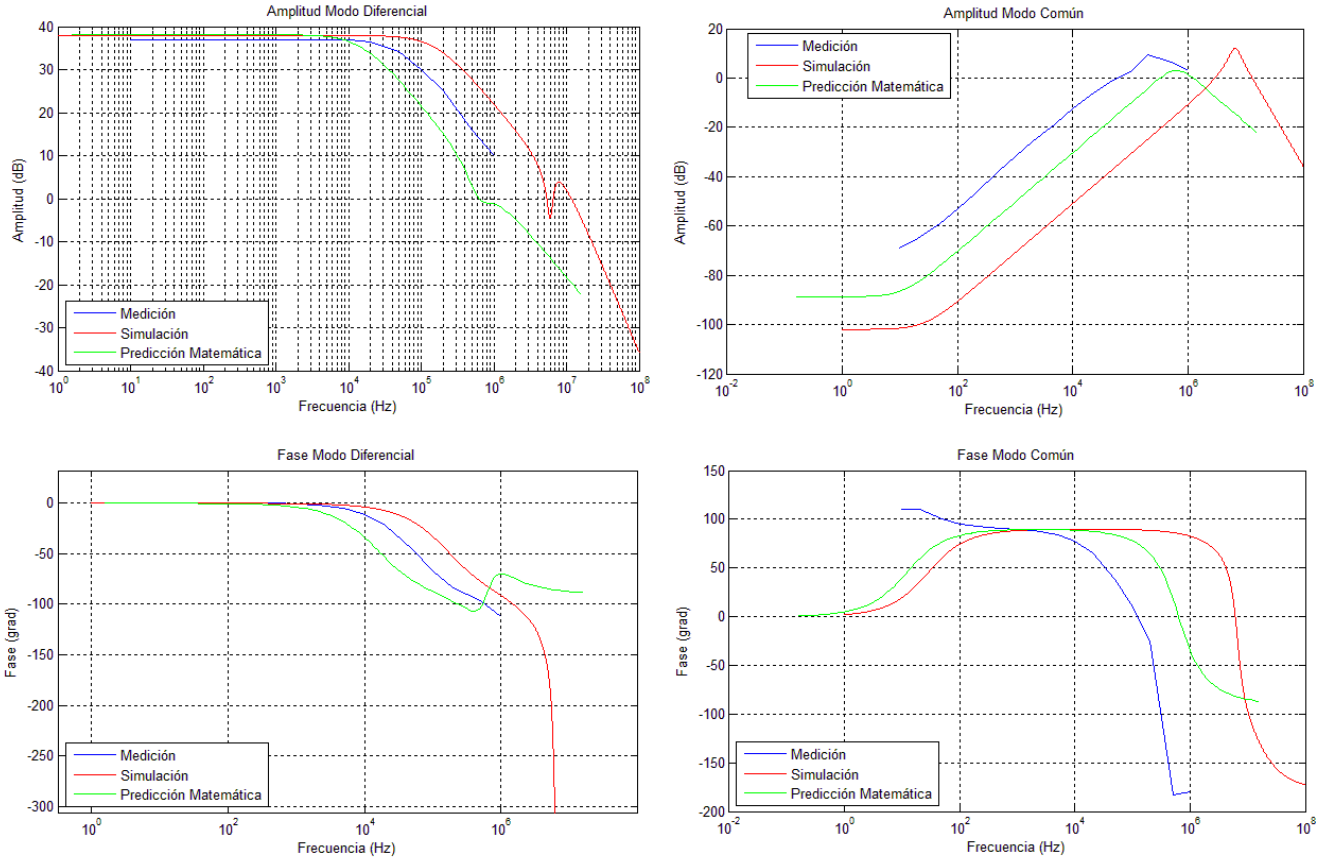 Amplitud Modo Diferencial
40
30
20
10
0
-10
-20
-30
-40
Amplitud (dB)
Medición
Simulación
Predicción Matemática
10^0
10^1
10^2
10^3
10^4
10^5
10^6
10^7
10^8
Frecuencia (Hz)
Amplitud Modo Común
20
0
-20
-40
-60
-80
-100
-120
Amplitud (dB)
Medición
Simulación
Predicción Matemática
10^-2
10^0
10^2
10^4
10^6
10^8
Frecuencia (Hz)
Fase Modo Diferencial
0
-50
-100
-150
-200
-250
-300
Fase (grad)
Medición
Simulación
Predicción Matemática
10^0
10^2
10^4
10^6
Frecuencia (Hz)
Fase Modo Común
150
100
50
0
-50
-100
-150
-200
Fase (grad)
Medición
Simulación
Predicción Matemática
10^-2
10^0
10^2
10^4
10^6
10^8
Frecuencia (Hz)